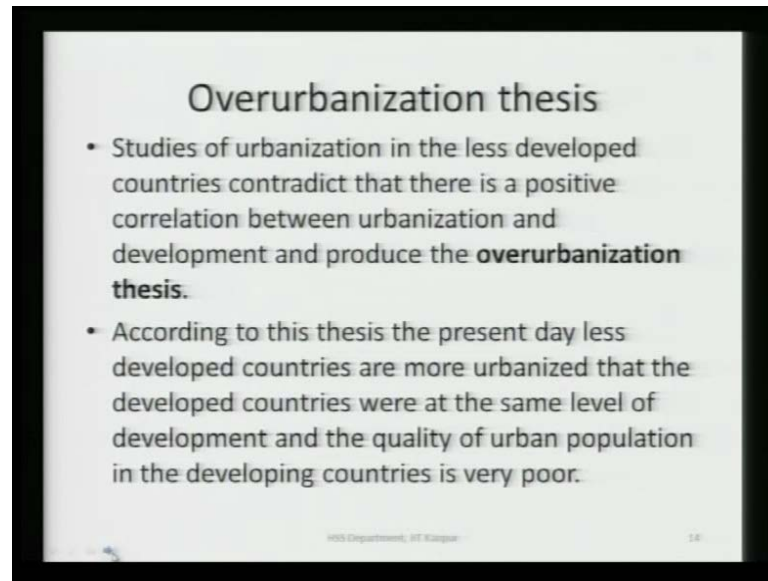 Overurbanization thesis
• Studies of urbanization in the less developed
countries contradict that there is a positive
correlation between urbanization and
development and produce the overurbanization
thesis.
• According to this thesis the present day less
developed countries are more urbanized that the
developed countries were at the same level of
development and the quality of urban population
in the developing countries is very poor.
HSS Department, IIT Kanpur
14